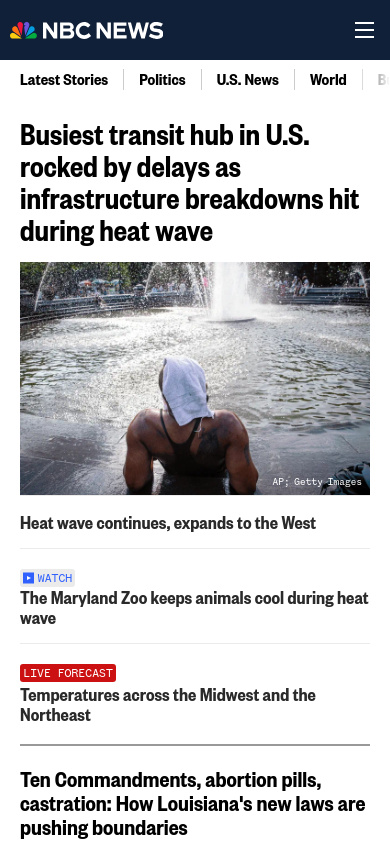 NBC NEWS
Latest Stories
Politics
U.S. News
World
Busiest transit hub in U.S.
rocked by delays as
infrastructure breakdowns hit
during heat wave
AP; Getty Images
Heat wave continues, expands to the West
WATCH
The Maryland Zoo keeps animals cool during heat
wave
LIVE FORECAST
Temperatures across the Midwest and the
Northeast
Ten Commandments, abortion pills,
castration: How Louisiana's new laws are
pushing boundaries